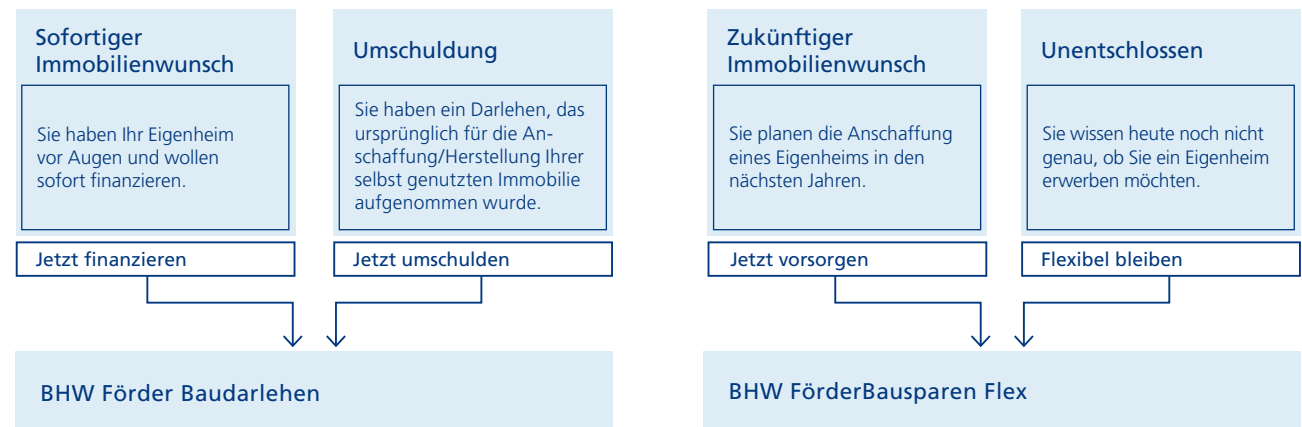 Sofortiger
Immobilienwunsch
Sie haben Ihr Eigenheim
vor Augen und wollen
sofort finanzieren.
Jetzt finanzieren
Umschuldung
Sie haben ein Darlehen, das
ursprünglich für die An-
schaffung/Herstellung Ihrer
selbst genutzten Immobilie
aufgenommen wurde.
Jetzt umschulden
BHW Förder Baudarlehen
Zukünftiger
Immobilienwunsch
Sie planen die Anschaffung
eines Eigenheims in den
nächsten Jahren.
Jetzt vorsorgen
Unentschlossen
Sie wissen heute noch nicht
genau, ob Sie ein Eigenheim
erwerben möchten.
Flexibel bleiben
BHW FörderBausparen Flex